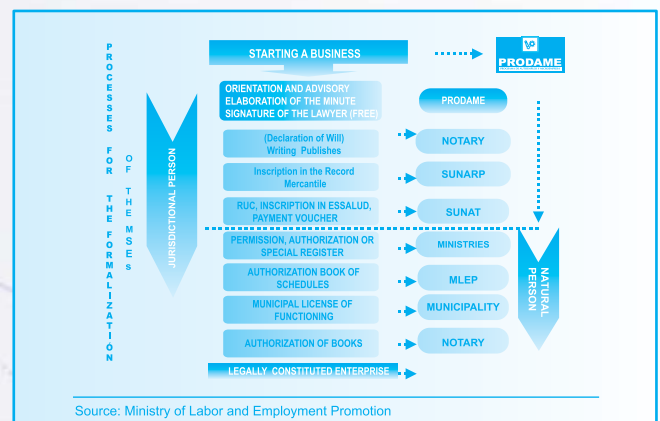 PROCESSES FOR THE FORMALIZATIÓN
OF THE MSEs
STARTING A BUSINESS
PRODAME
ORIENTATION AND ADVISORY
ELABORATION OF THE MINUTE
SIGNATURE OF THE LAWYER (FREE)
PRODAME
JURISDICTIONAL PERSON
(Declaration of Will)
Writing Publishes
NOTARY
Inscription in the Record
Mercantile
SUNARP
RUC, INSCRIPTION IN ESSALUD,
PAYMENT VOUCHER
SUNAT
PERMISSION, AUTHORIZATION OR
SPECIAL REGISTER
MINISTRIES
NATURAL
PERSON
AUTHORIZATION BOOK OF
SCHEDULES
MLEP
MUNICIPAL LICENSE OF
FUNCTIONING
MUNICIPALITY
AUTHORIZATION OF BOOKS
NOTARY
LEGALLY CONSTITUTED ENTERPRISE
Source: Ministry of Labor and Employment Promotion